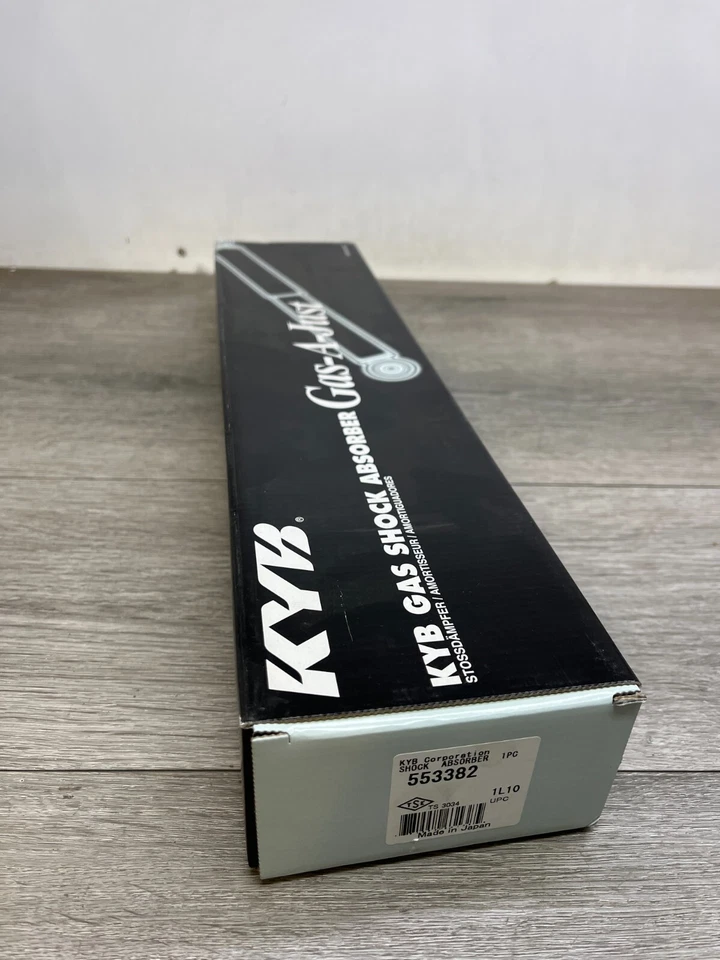 KYB®
KYB GAS SHOCK ABSORBER Gas-A-Just
STOSSDÄMPFER / AMORTISSEUR / AMORTIGUADORES
KYB Corporation
SHOCK ABSORBER 1PC
553382
1L10
TSE TS 3034 UPC
Made in Japan